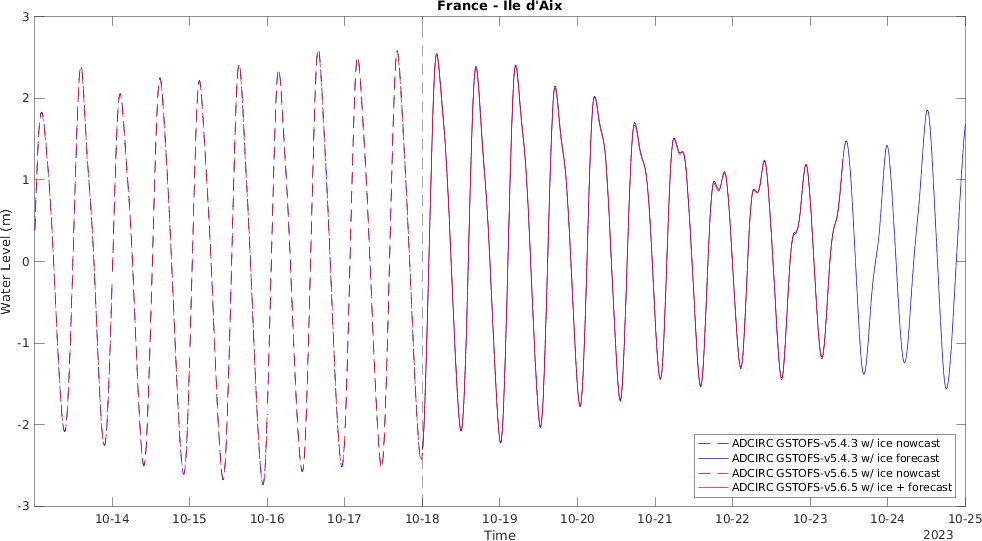 France - Ile d'Aix
3
2
1
0
-1
-2
-3
Water Level (m)
10-14 10-15 10-16 10-17 10-18 10-19 10-20 10-21 10-22 10-23 10-24 10-25
Time
2023
ADCIRC GSTOFS-v5.4.3 w/ ice nowcast
ADCIRC GSTOFS-v5.4.3 w/ ice forecast
ADCIRC GSTOFS-v5.6.5 w/ ice nowcast
ADCIRC GSTOFS-v5.6.5 w/ ice + forecast